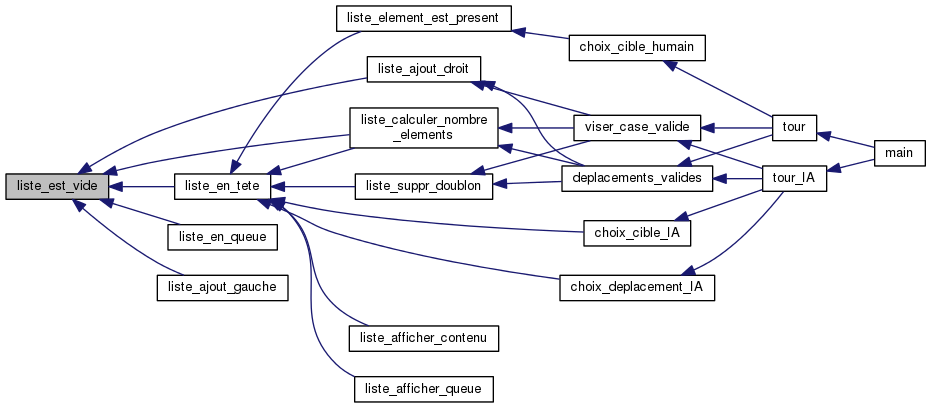 liste_element_est_present
choix_cible_humain
liste_ajout_droit
liste_calculer_nombre
_elements
viser_case_valide
tour
main
liste_est_vide
liste_en_tete
liste_suppr_doublon
deplacements_valides
tour_IA
liste_en_queue
choix_cible_IA
liste_ajout_gauche
choix_deplacement_IA
liste_afficher_contenu
liste_afficher_queue